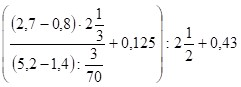 ( ((2,7 − 0,8) · 2 1/3) / ((5,2 − 1,4) : 3/70) + 0,125 ) : 2 1/2 + 0,43